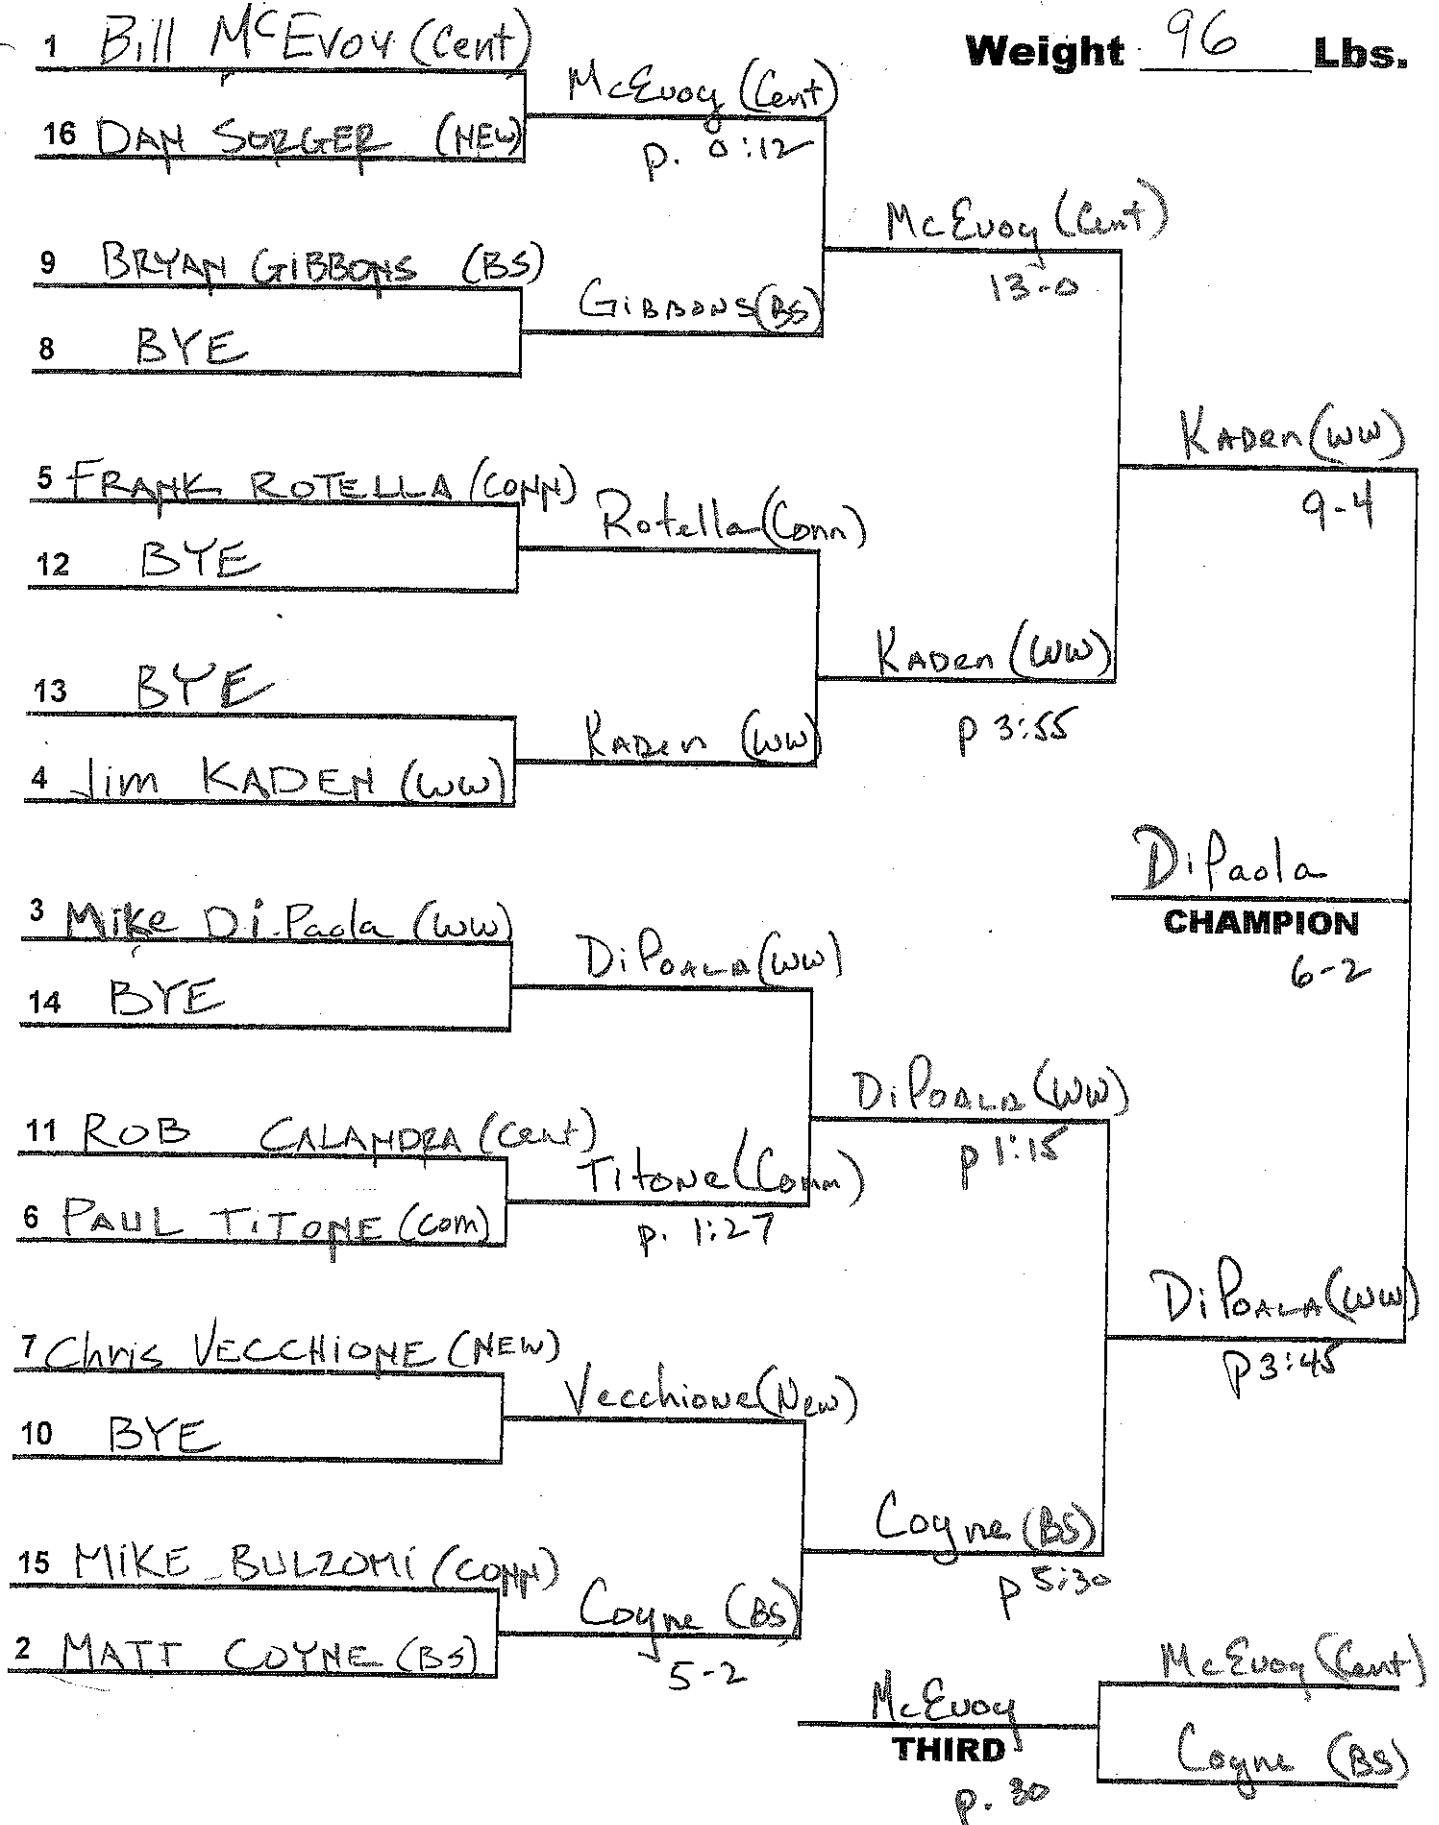 Weight 96 Lbs.
1 Bill McEvoy (Cent)
16 DAN SORGER (NEW)
9 BRYAN GIBBONS (BS)
8 BYE
5 FRANK ROTELLA (CONN)
12 BYE
13 BYE
4 Jim KADEN (WW)
3 Mike DiPaola (WW)
14 BYE
11 ROB CALANDRA (Cent)
6 PAUL TITONE (Com)
7 Chris VECCHIONE (NEW)
10 BYE
15 MIKE BULZOMI (CONN)
2 MATT COYNE (BS)
McEvoy (Cent)
p. 0:12
GIBBONS (BS)
Rotella (Conn)
KADEN (WW)
DiPOALA (WW)
TITONE (Comm)
p. 1:27
Vecchione (New)
Coyne (BS)
5-2
McEvoy (Cent)
13-0
KADEN (WW)
p 3:55
DiPOALA (WW)
p 1:15
Coyne (BS)
p 5:30
KADEN (WW)
9-4
DiPOALA (WW)
p 3:45
DiPaola
CHAMPION
6-2
McEvoy (Cent)
Coyne (BS)
McEvoy
THIRD
p. 30